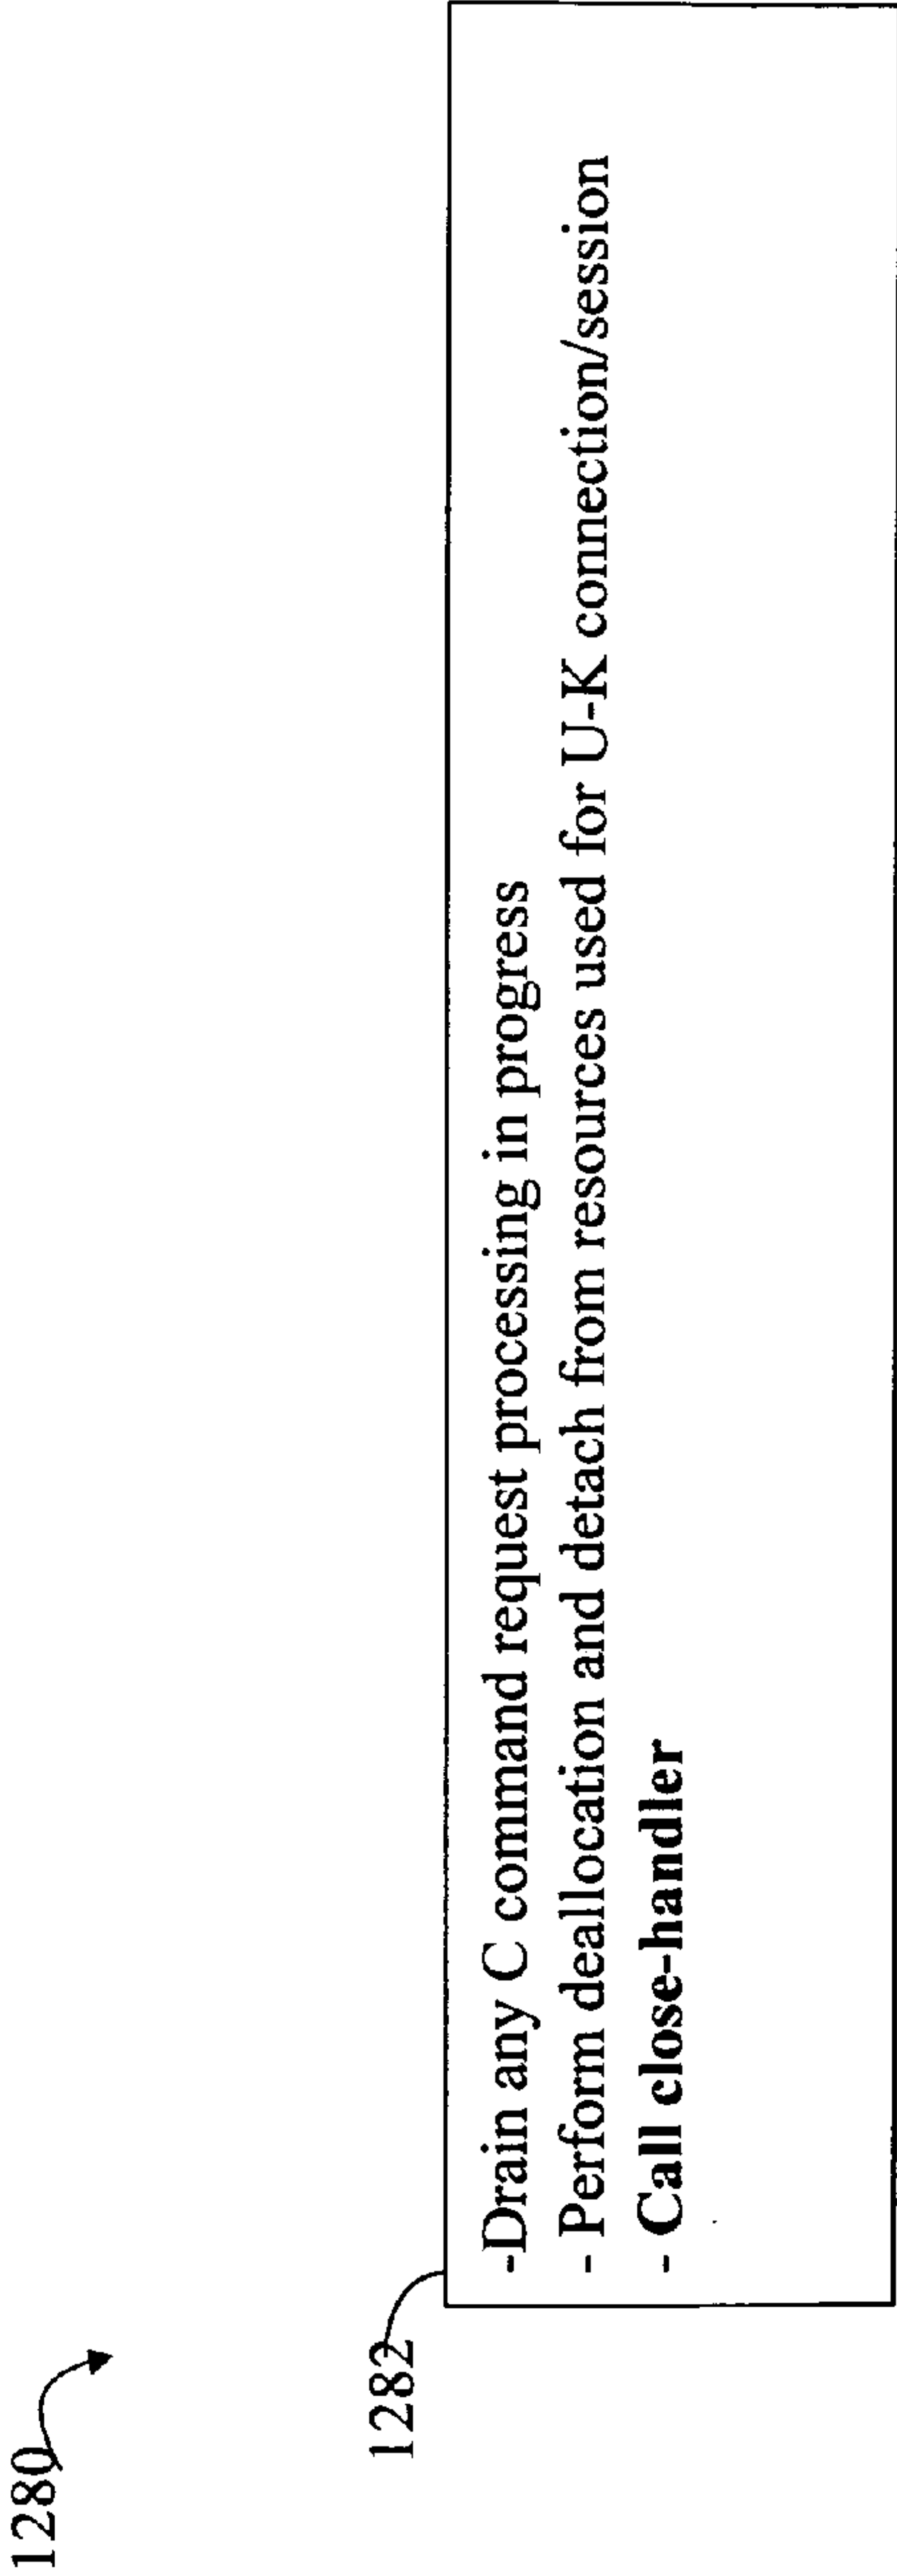 1280
1282
-Drain any C command request processing in progress
- Perform deallocation and detach from resources used for U-K connection/session
- Call close-handler